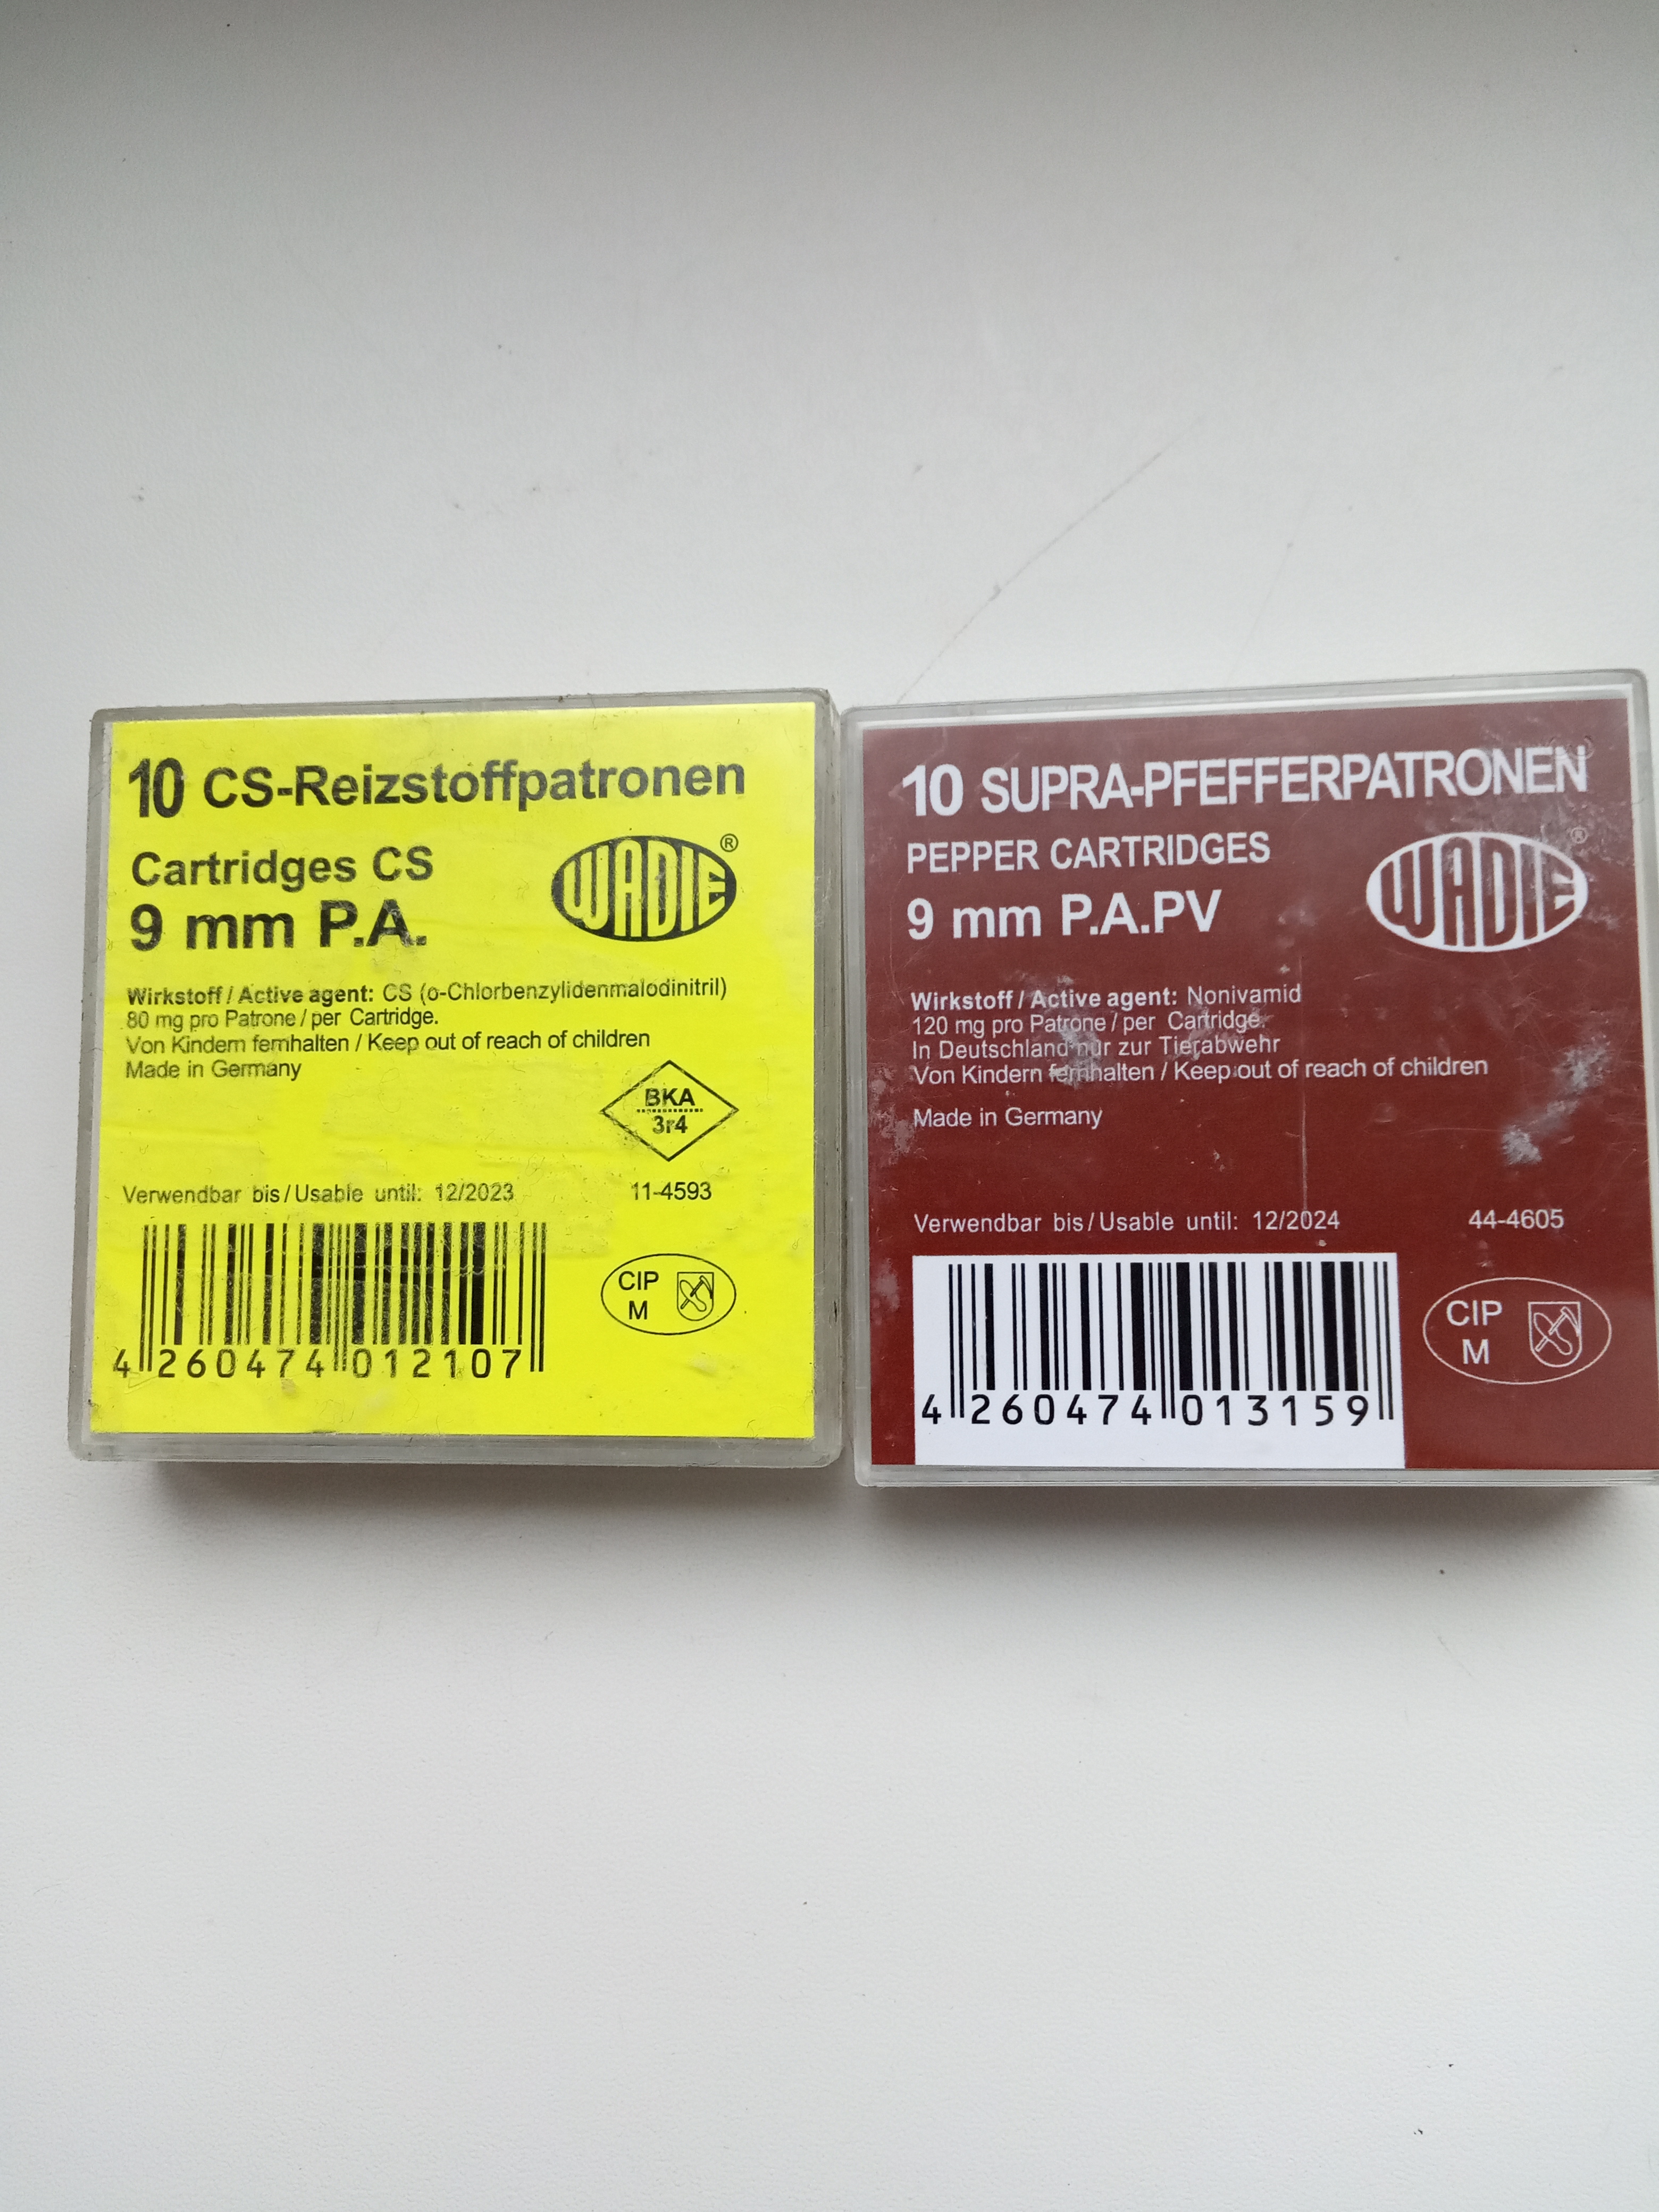 10 CS-Reizstoffpatronen
Cartridges CS
9 mm P.A.
WADIE®
Wirkstoff / Active agent: CS (o-Chlorbenzylidenmalodinitril)
80 mg pro Patrone / per Cartridge.
Von Kindern fernhalten / Keep out of reach of children
Made in Germany
BKA
3r4
Verwendbar bis / Usable until: 12/2023
11-4593
4 260474 012107
CIP
M
10 SUPRA-PFEFFERPATRONEN
PEPPER CARTRIDGES
9 mm P.A.PV
WADIE®
Wirkstoff / Active agent: Nonivamid
120 mg pro Patrone / per Cartridge.
In Deutschland nur zur Tierabwehr
Von Kindern fernhalten / Keep out of reach of children
Made in Germany
Verwendbar bis / Usable until: 12/2024
44-4605
4 260474 013159
CIP
M